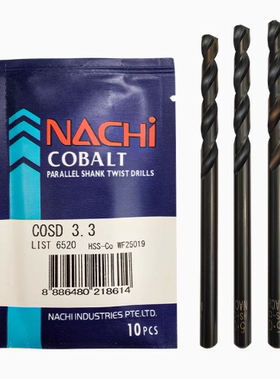 NACHi
COBALT
PARALLEL SHANK TWIST DRILLS
COSD 3.3
LIST 6520 HSS-Co WF25019
8 886480 218614
NACHI INDUSTRIES PTE.LTD.
10 PCS